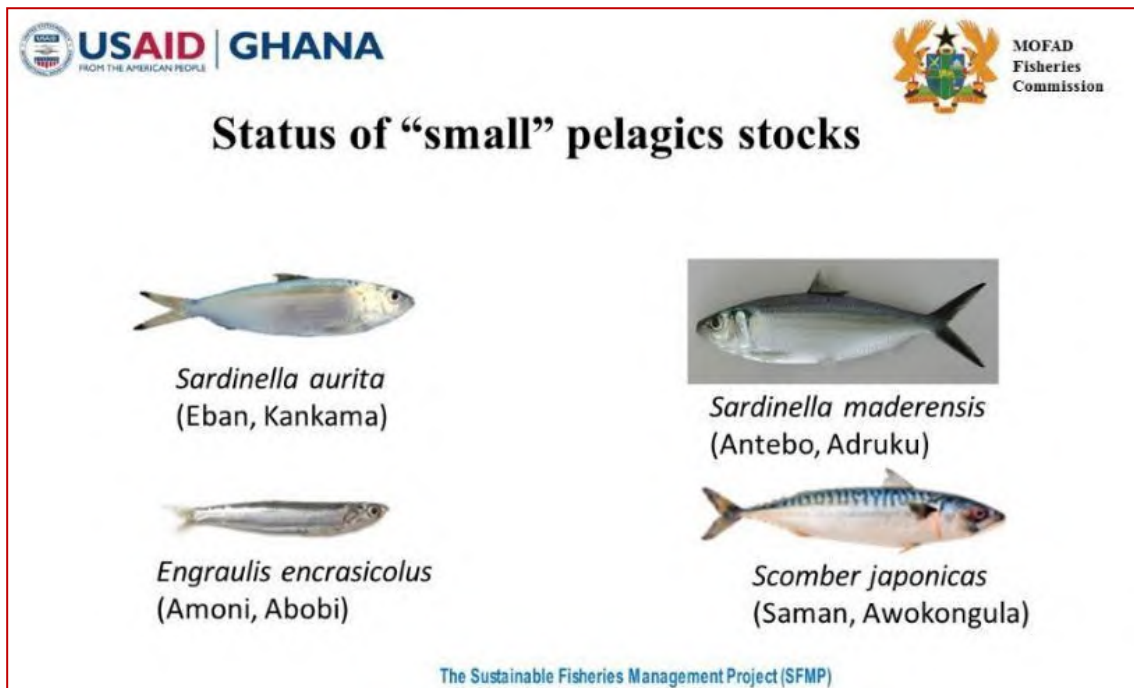 USAID | GHANA
FROM THE AMERICAN PEOPLE
MOFAD
Fisheries
Commission
Status of “small” pelagics stocks
Sardinella aurita
(Eban, Kankama)
Sardinella maderensis
(Antebo, Adruku)
Engraulis encrasicolus
(Amoni, Abobi)
Scomber japonicas
(Saman, Awokongula)
The Sustainable Fisheries Management Project (SFMP)